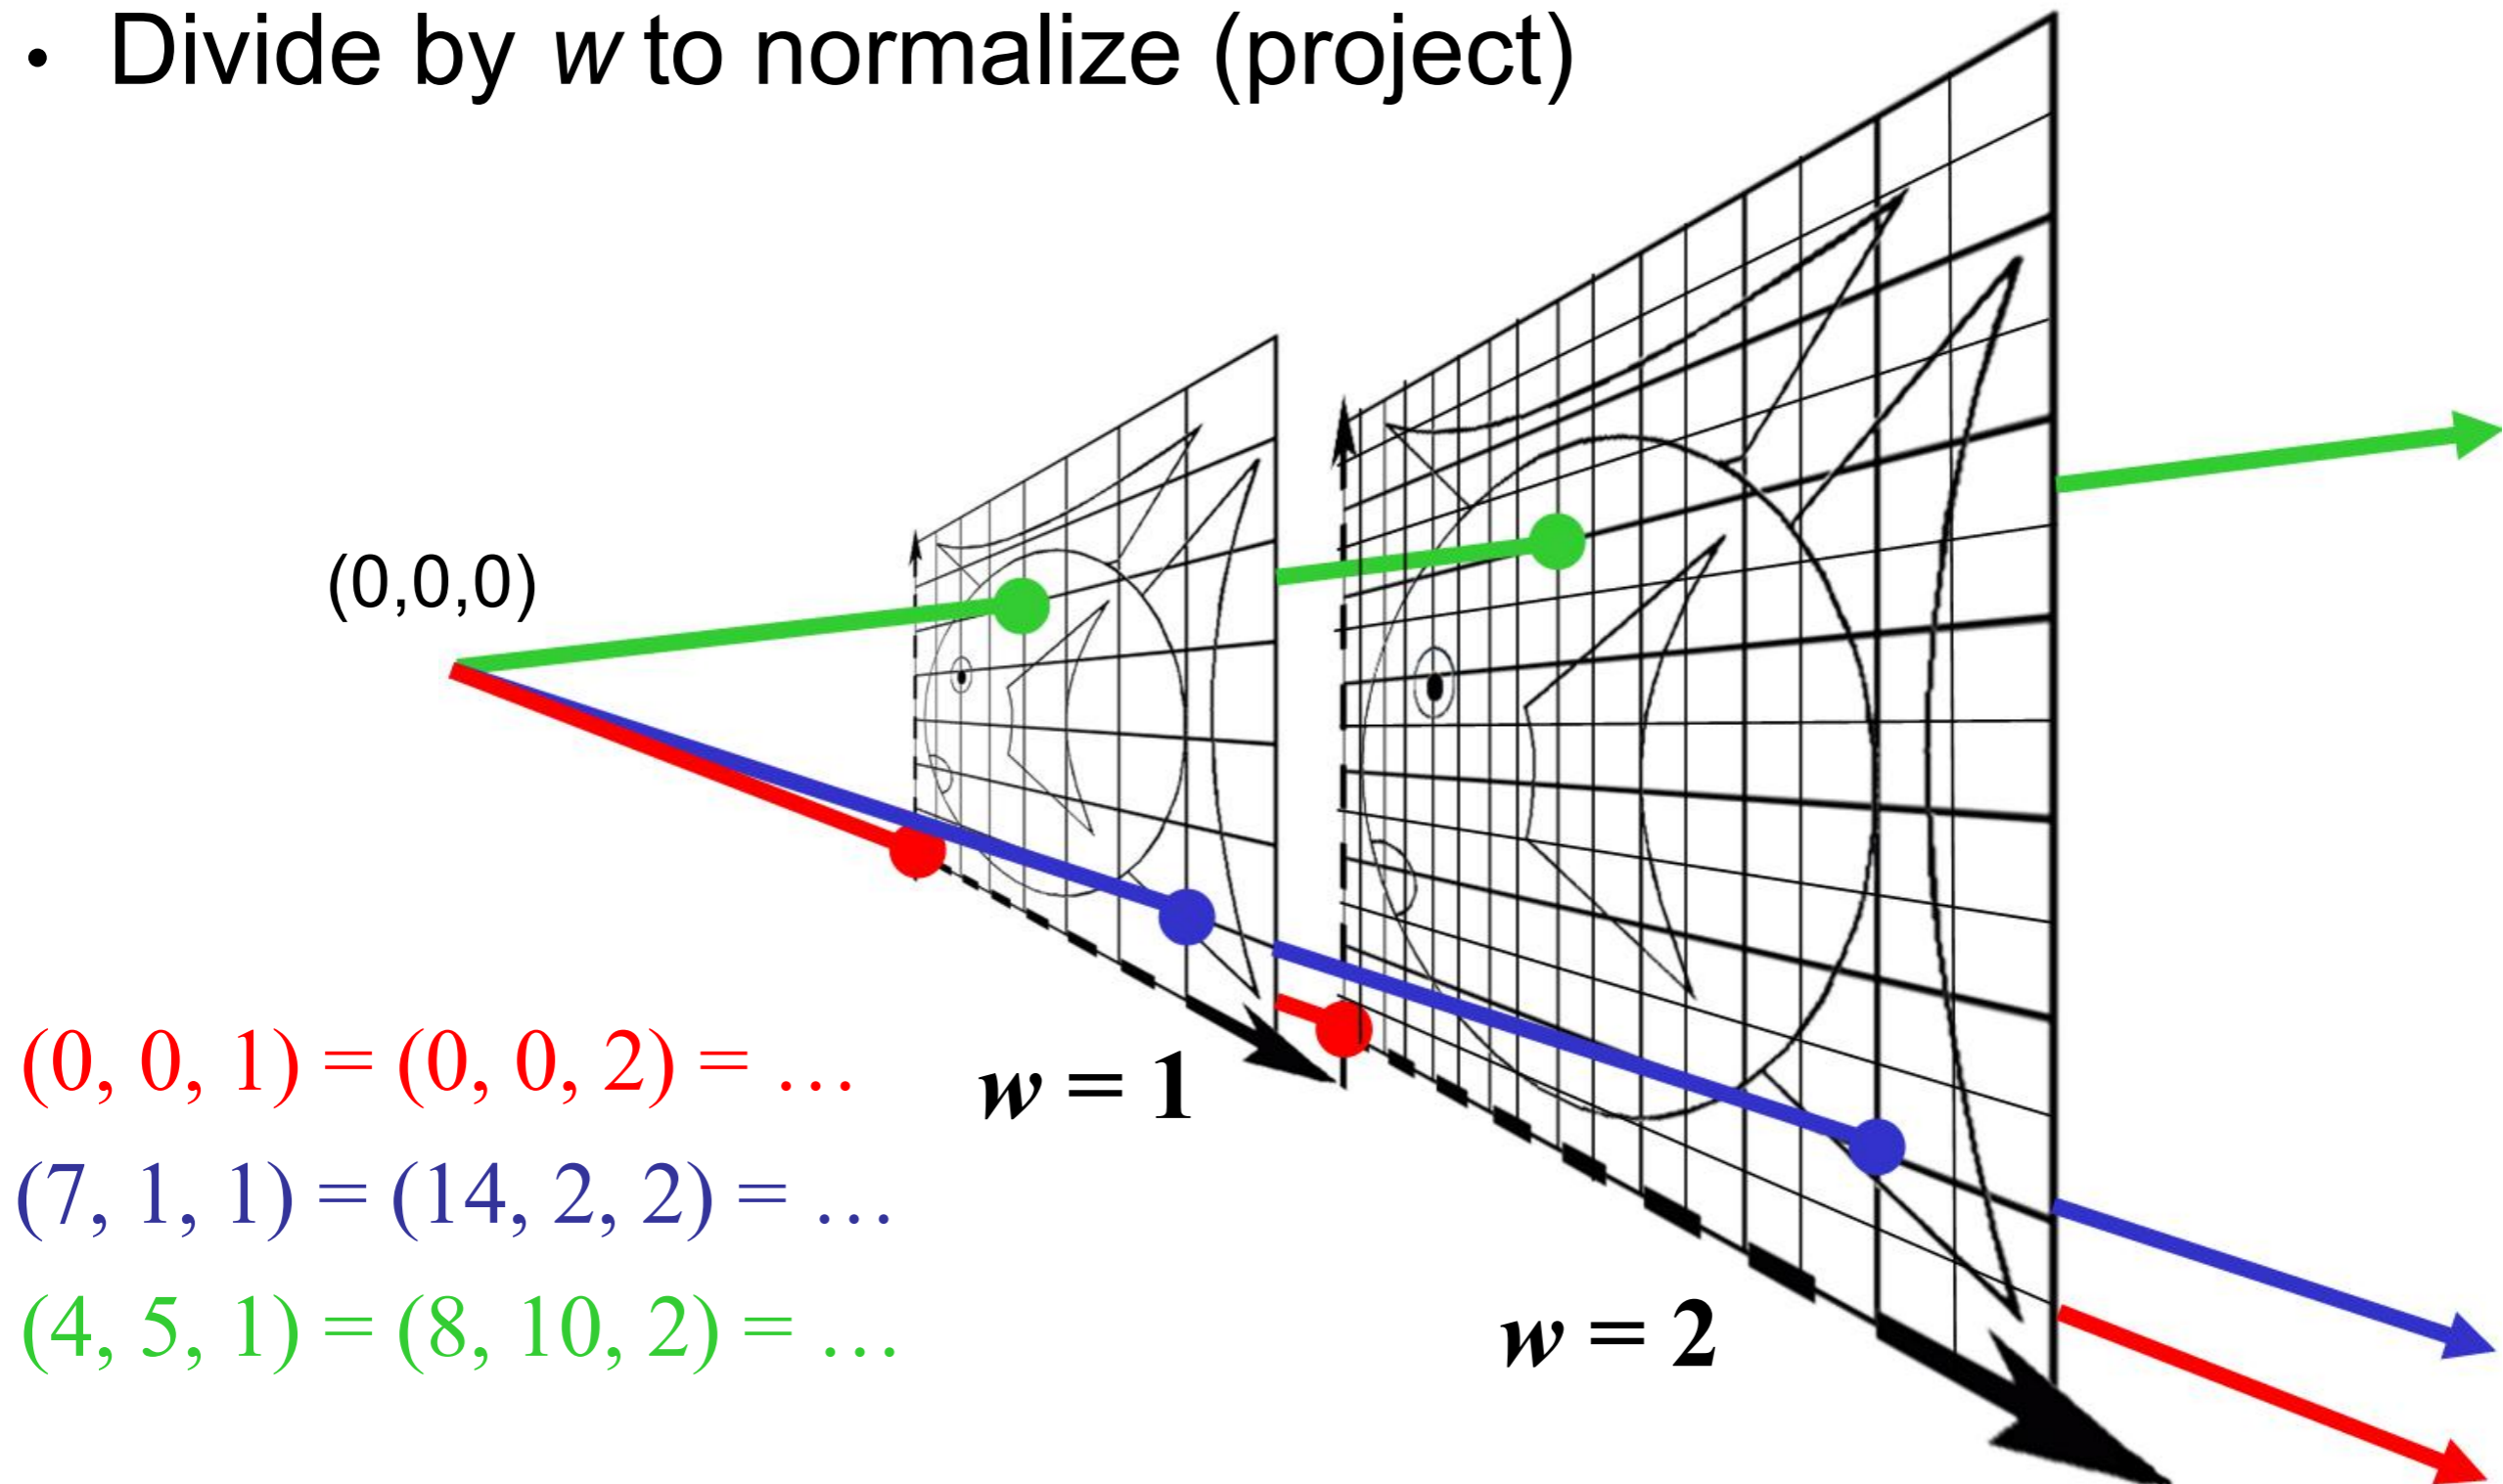 • Divide by w to normalize (project)
(0,0,0)
(0, 0, 1) = (0, 0, 2) = …
w = 1
(7, 1, 1) = (14, 2, 2) = …
(4, 5, 1) = (8, 10, 2) = …
w = 2